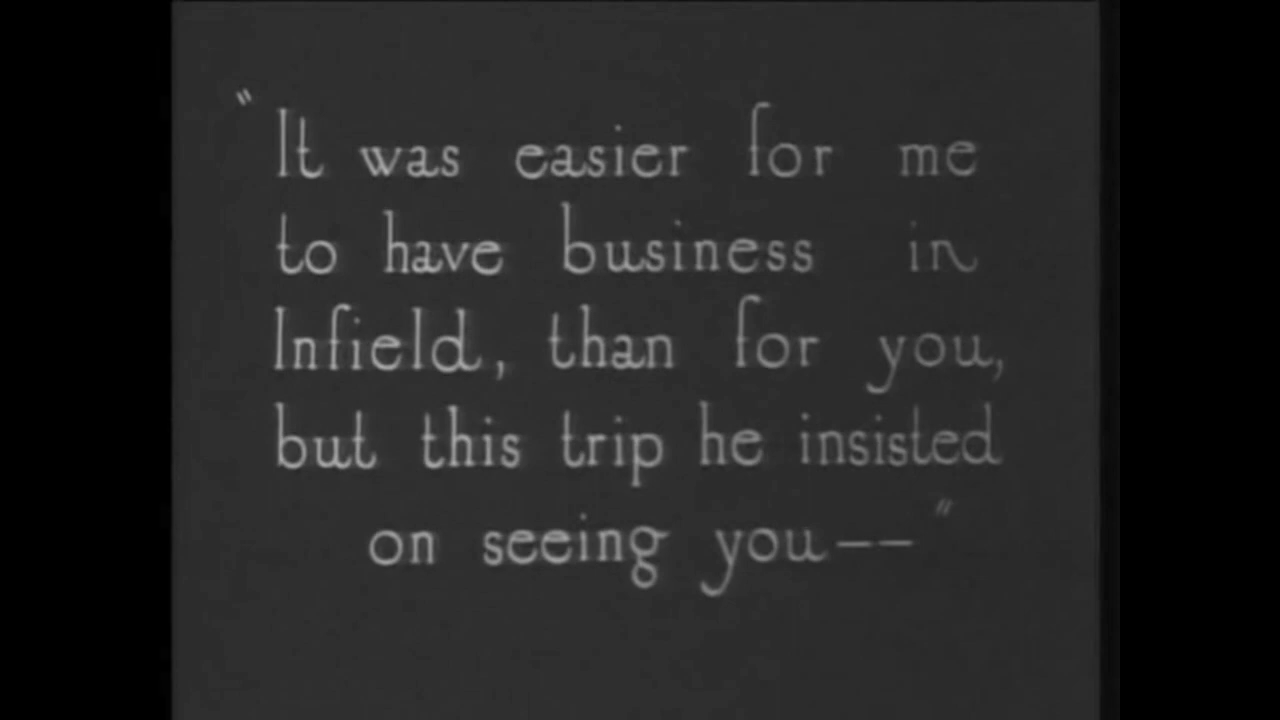 "It was easier for me
to have business in
Infield, than for you,
but this trip he insisted
on seeing you——"